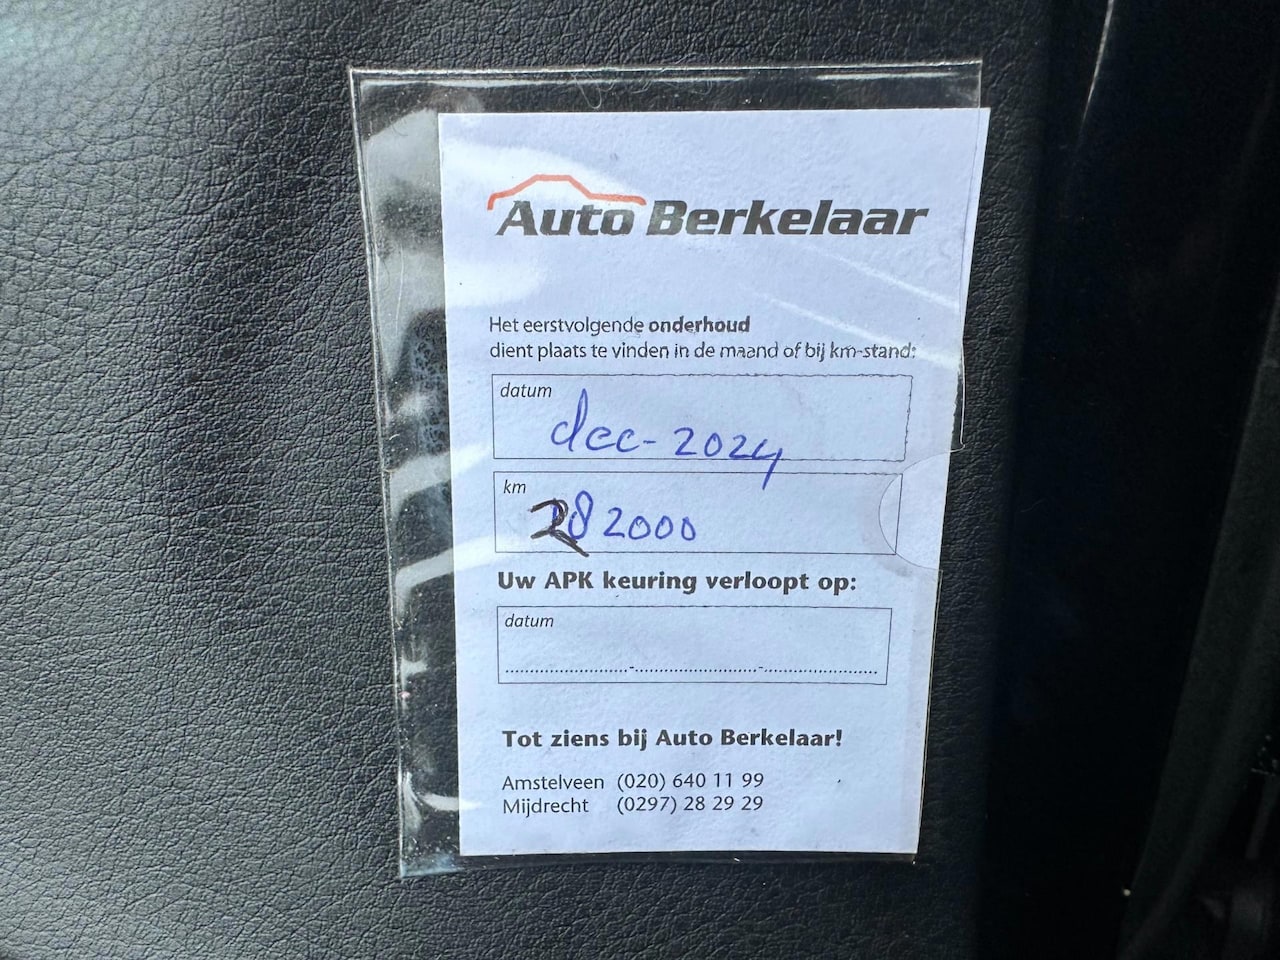 Auto Berkelaar
Het eerstvolgende onderhoud
dient plaats te vinden in de maand of bij km-stand:
datum
dec-2024
km
282000
Uw APK keuring verloopt op:
datum
Tot ziens bij Auto Berkelaar!
Amstelveen (020) 640 11 99
Mijdrecht (0297) 28 29 29